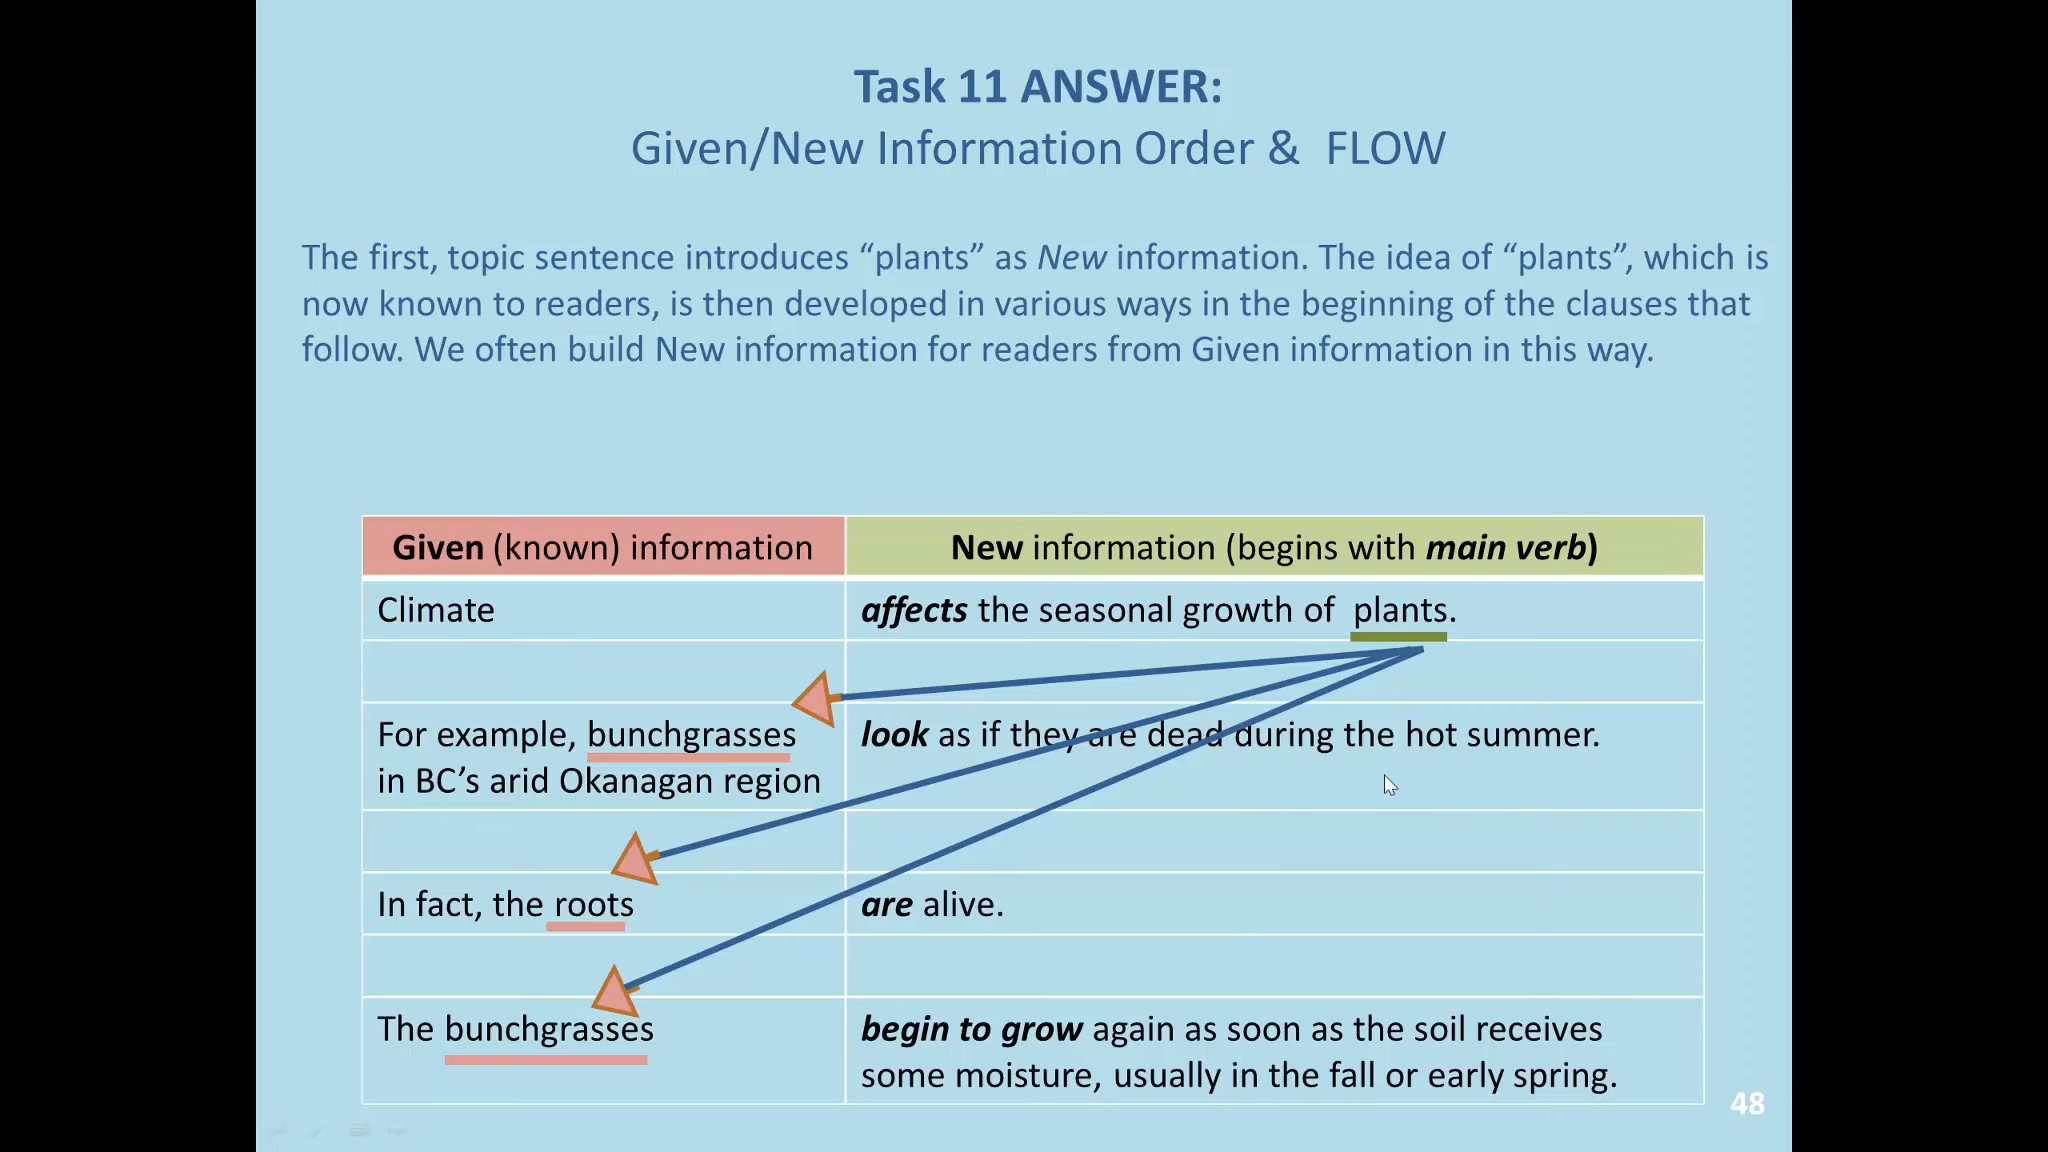 Task 11 ANSWER:
Given/New Information Order & FLOW
The first, topic sentence introduces “plants” as New information. The idea of “plants”, which is
now known to readers, is then developed in various ways in the beginning of the clauses that
follow. We often build New information for readers from Given information in this way.
Given (known) information
New information (begins with main verb)
Climate
affects the seasonal growth of plants.
For example, bunchgrasses
in BC’s arid Okanagan region
look as if they are dead during the hot summer.
In fact, the roots
are alive.
The bunchgrasses
begin to grow again as soon as the soil receives
some moisture, usually in the fall or early spring.
48